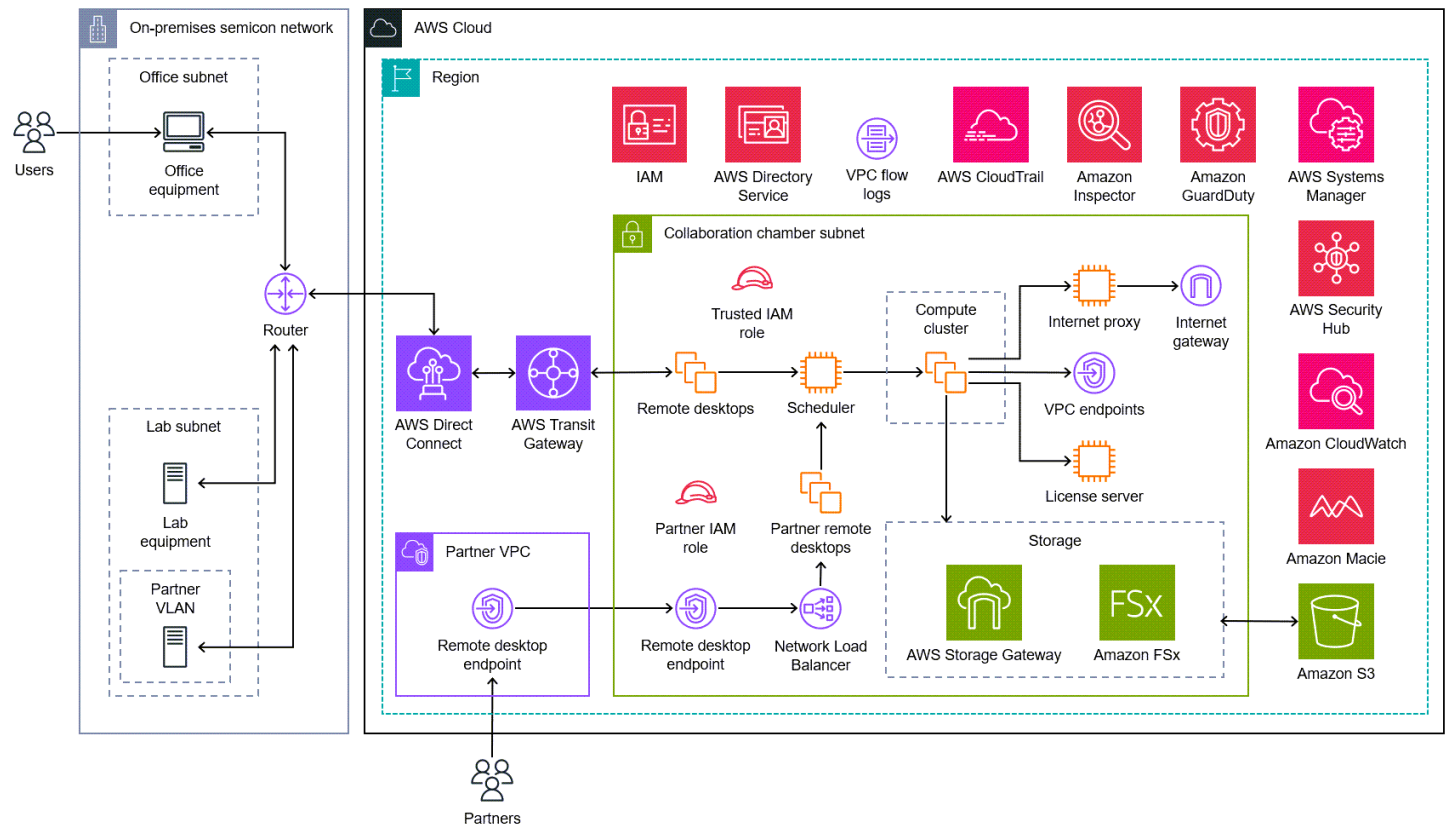 On-premises semicon network
AWS Cloud
Office subnet
Region
Users
Office
equipment
IAM
AWS Directory
Service
VPC flow
logs
AWS CloudTrail
Amazon
Inspector
Amazon
GuardDuty
AWS Systems
Manager
Collaboration chamber subnet
Router
Trusted IAM
role
Compute
cluster
Internet proxy
Internet
gateway
AWS Security
Hub
AWS Direct
Connect
AWS Transit
Gateway
Remote desktops
Scheduler
VPC endpoints
Amazon CloudWatch
Lab subnet
Lab
equipment
Partner IAM
role
Partner remote
desktops
License server
Amazon Macie
Partner
VLAN
Partner VPC
Remote desktop
endpoint
Remote desktop
endpoint
Network Load
Balancer
Storage
AWS Storage Gateway
FSx
Amazon FSx
Amazon S3
Partners